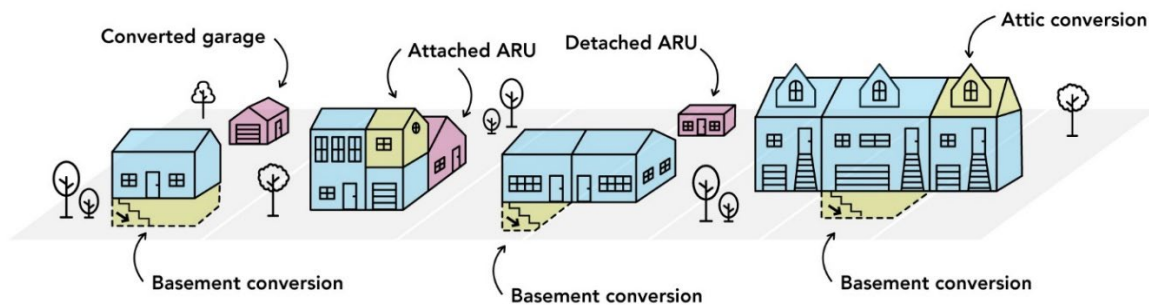 Attic conversion
Converted garage
Attached ARU
Detached ARU
Basement conversion
Basement conversion
Basement conversion